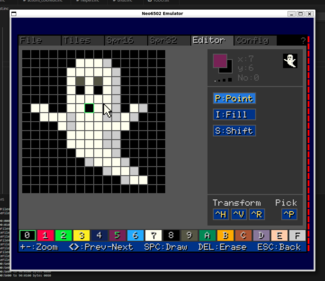 Neo6502 Emulator
File Tiles Spr16 Spr32 Editor Config ?
x:7
y:6
No:0
P:Point
I:Fill
S:Shift
Transform Pick
^H ^V ^R ^P
0 1 2 3 4 5 6 7 8 9 A B C D E F
+-:Zoom <>:Prev-Next SPC:Draw DEL:Erase ESC:Back